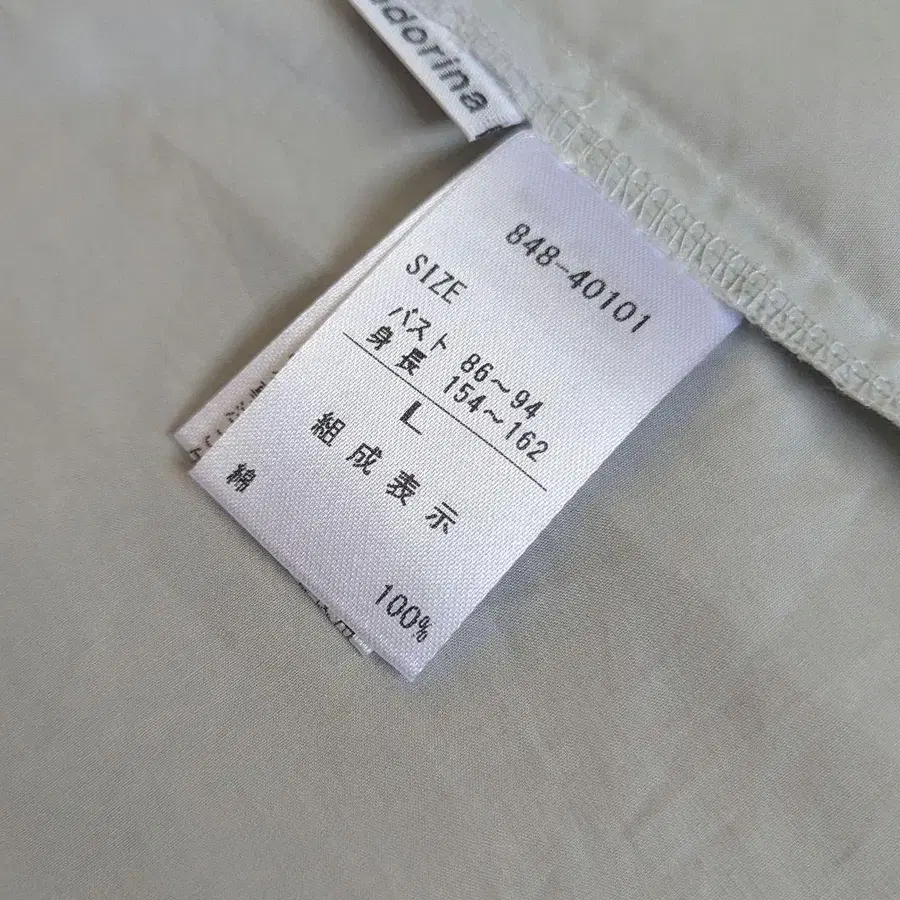 dorina
848-40101
SIZE
バスト 86～94
身長 154～162
L
組成表示
綿 100%